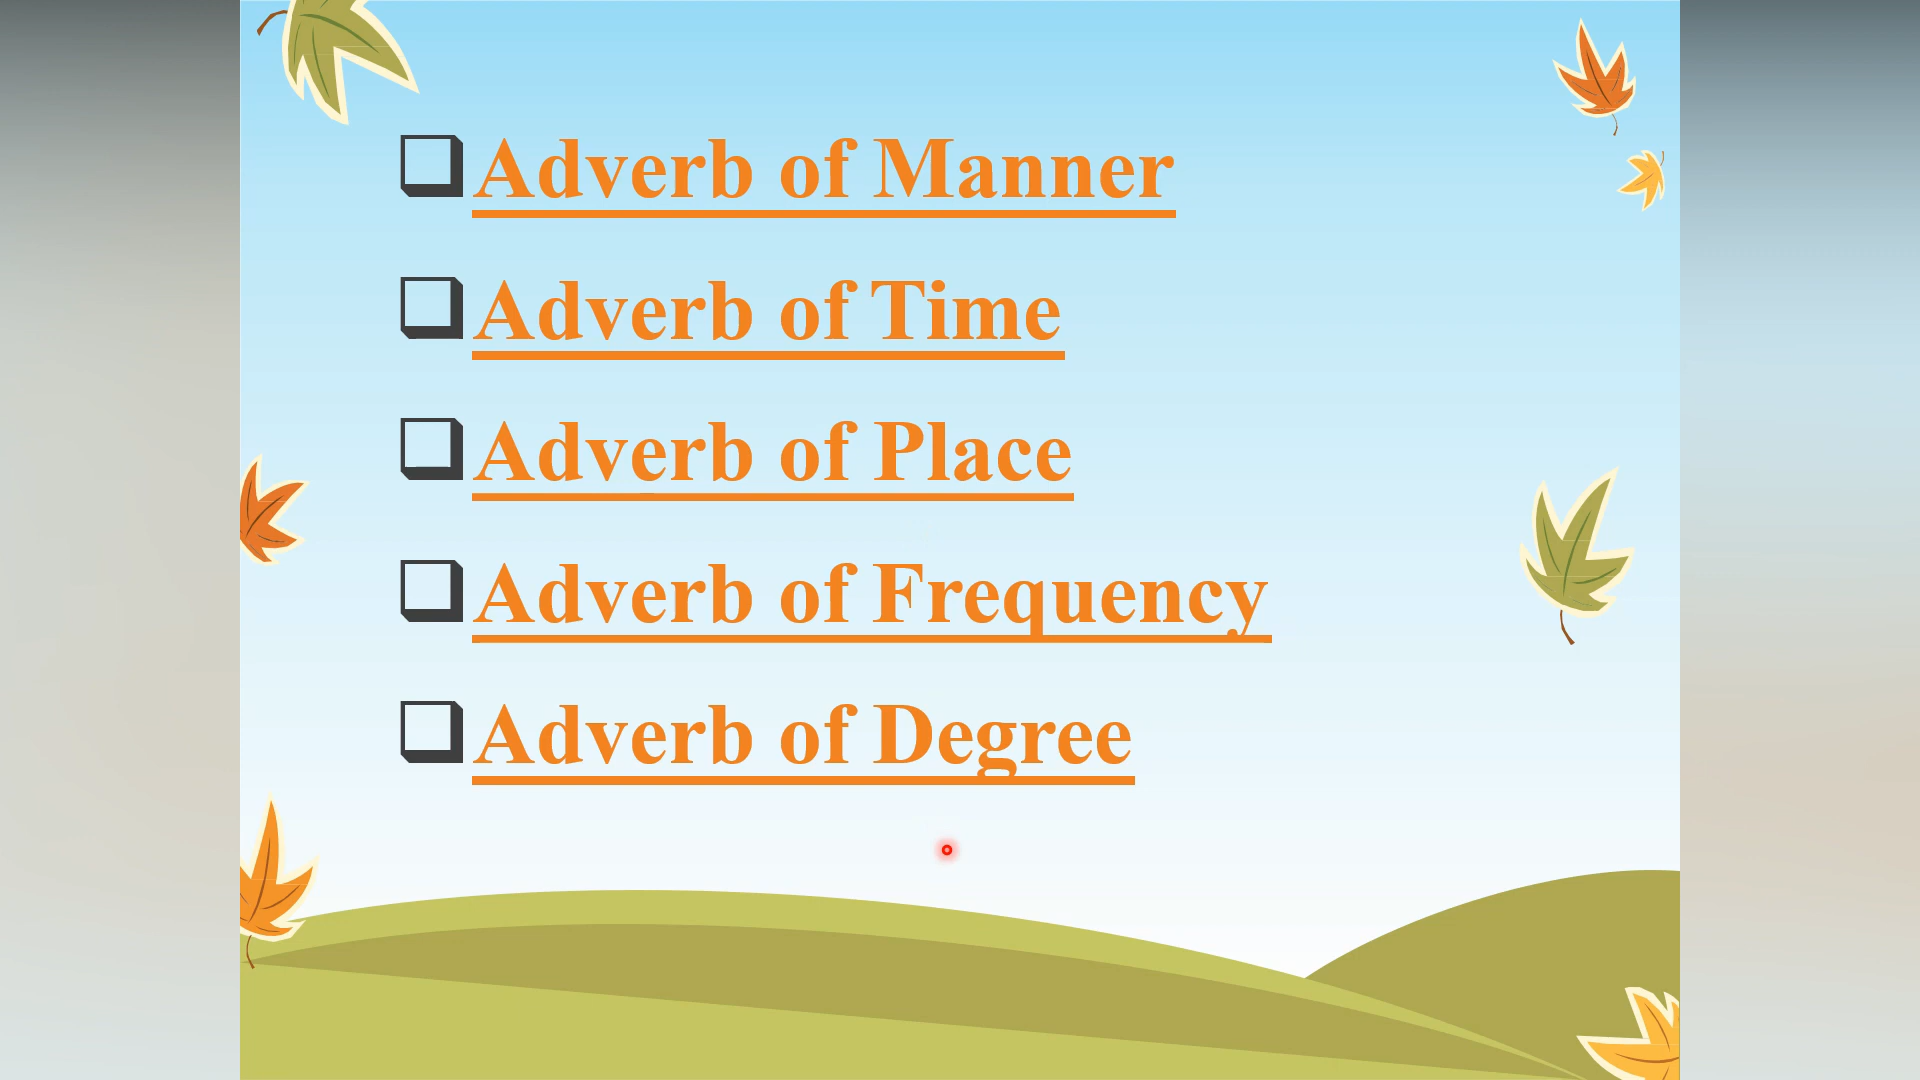 Adverb of Manner
Adverb of Time
Adverb of Place
Adverb of Frequency
Adverb of Degree